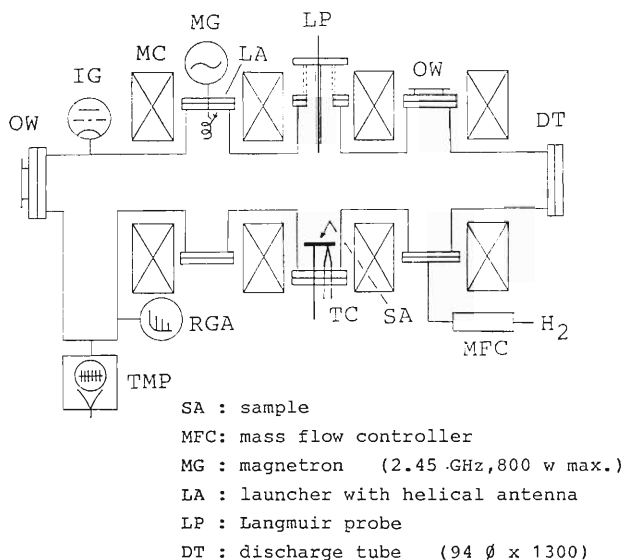 LP
MG
MC
LA
IG
OW
OW
DT
TC
SA
H2
MFC
RGA
TMP
SA : sample
MFC: mass flow controller
MG : magnetron (2.45 GHz,800 w max.)
LA : launcher with helical antenna
LP : Langmuir probe
DT : discharge tube (94 ∅ x 1300)